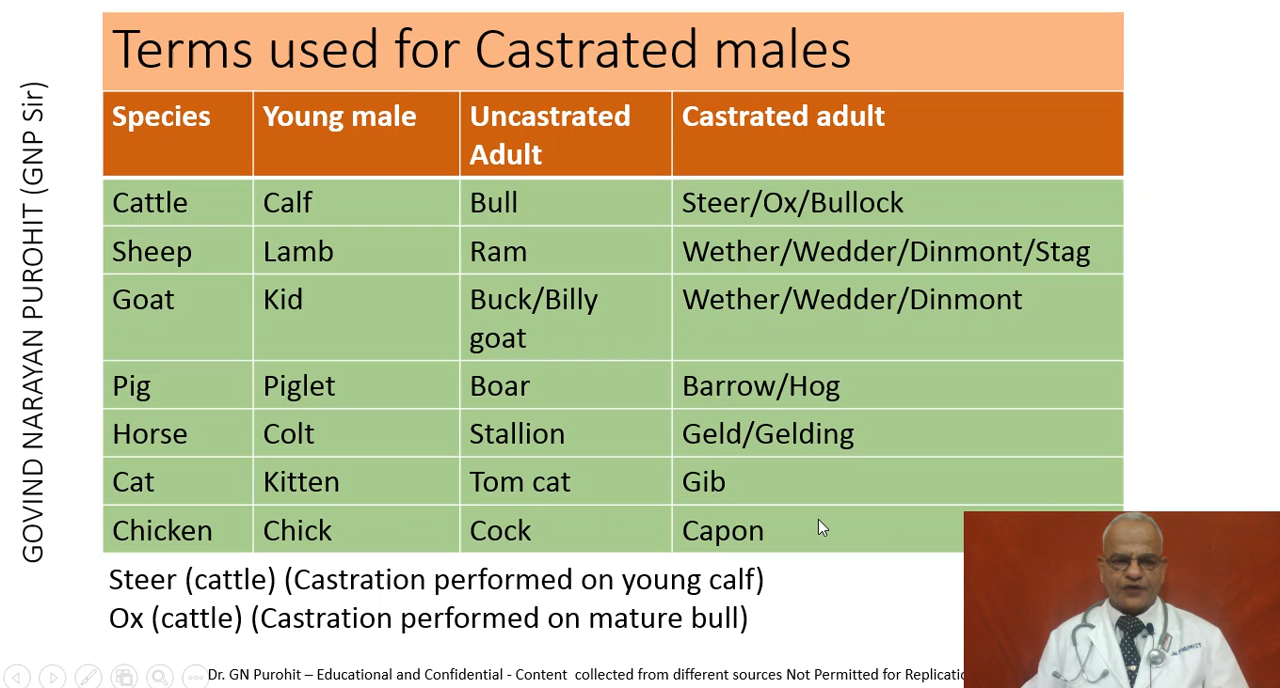 GOVIND NARAYAN PUROHIT (GNP Sir)
Terms used for Castrated males
Species Young male Uncastrated Adult Castrated adult
Cattle Calf Bull Steer/Ox/Bullock
Sheep Lamb Ram Wether/Wedder/Dinmont/Stag
Goat Kid Buck/Billy goat Wether/Wedder/Dinmont
Pig Piglet Boar Barrow/Hog
Horse Colt Stallion Geld/Gelding
Cat Kitten Tom cat Gib
Chicken Chick Cock Capon
Steer (cattle) (Castration performed on young calf)
Ox (cattle) (Castration performed on mature bull)
Dr. GN Purohit – Educational and Confidential - Content collected from different sources Not Permitted for Replicatio